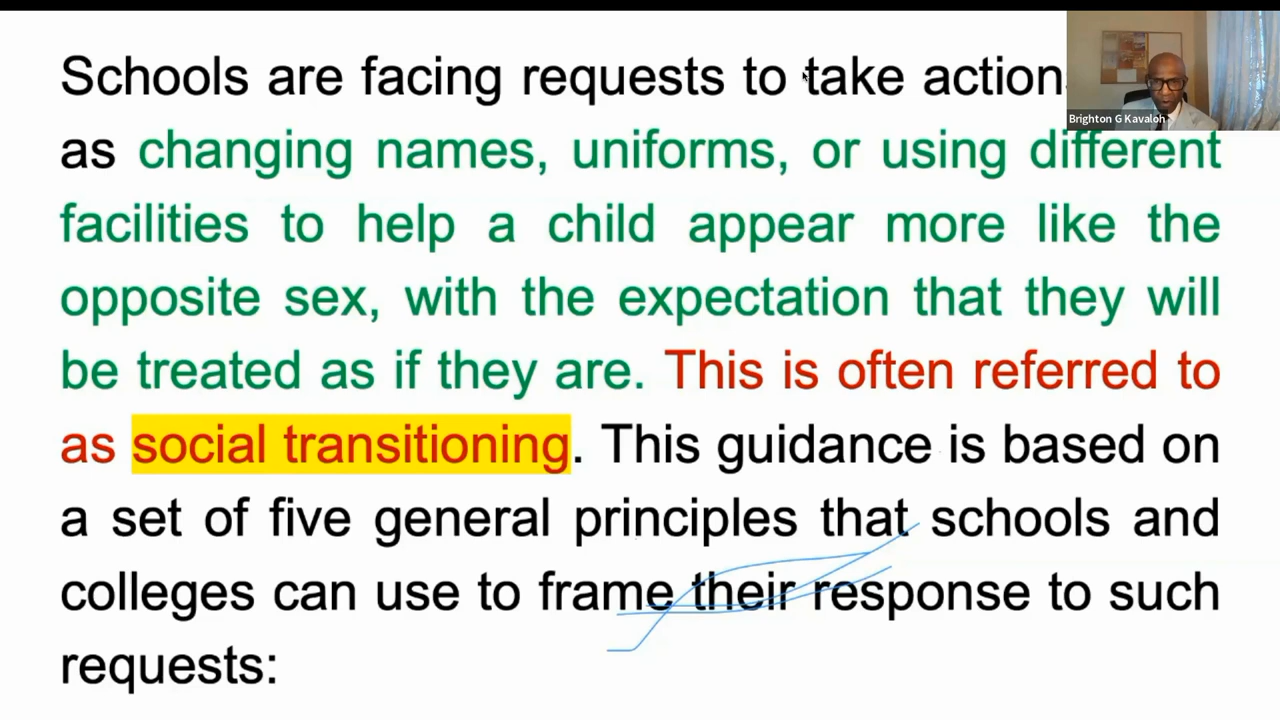 Schools are facing requests to take action
Brighton G Kavaloh
as changing names, uniforms, or using different
facilities to help a child appear more like the
opposite sex, with the expectation that they will
be treated as if they are. This is often referred to
as social transitioning. This guidance is based on
a set of five general principles that schools and
colleges can use to frame their response to such
requests: